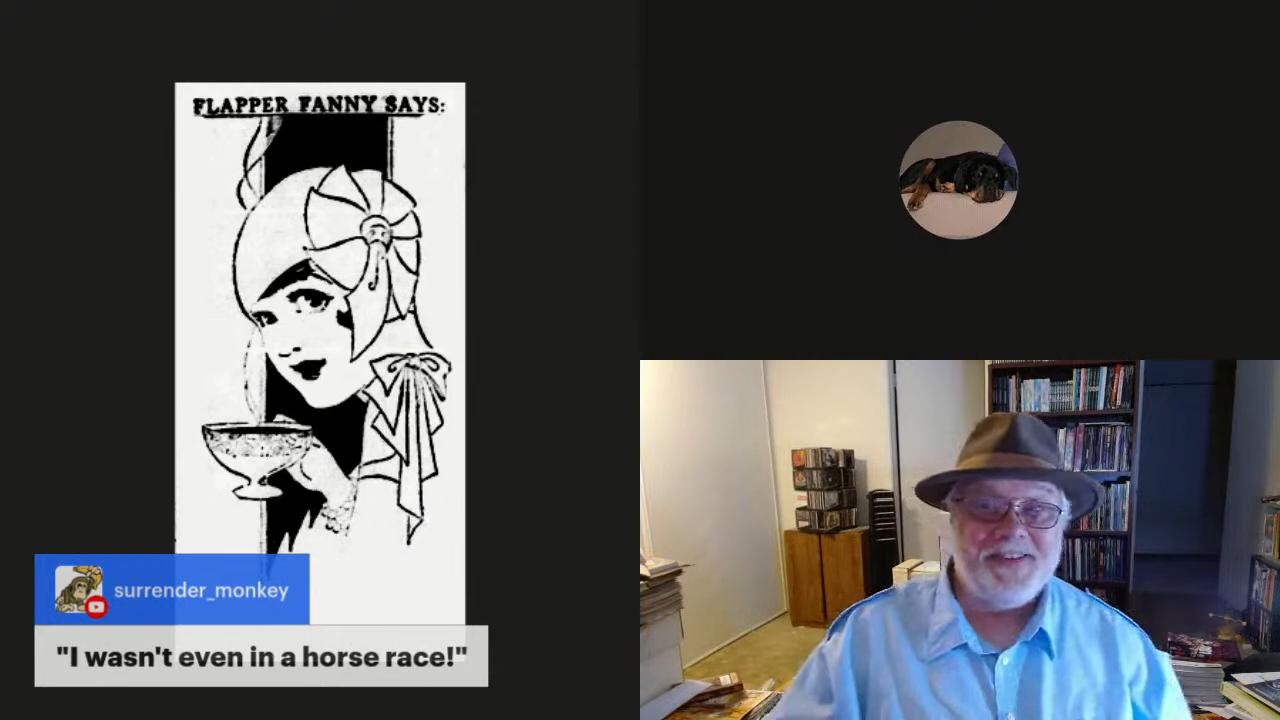 FLAPPER FANNY SAYS:
surrender_monkey
"I wasn't even in a horse race!"